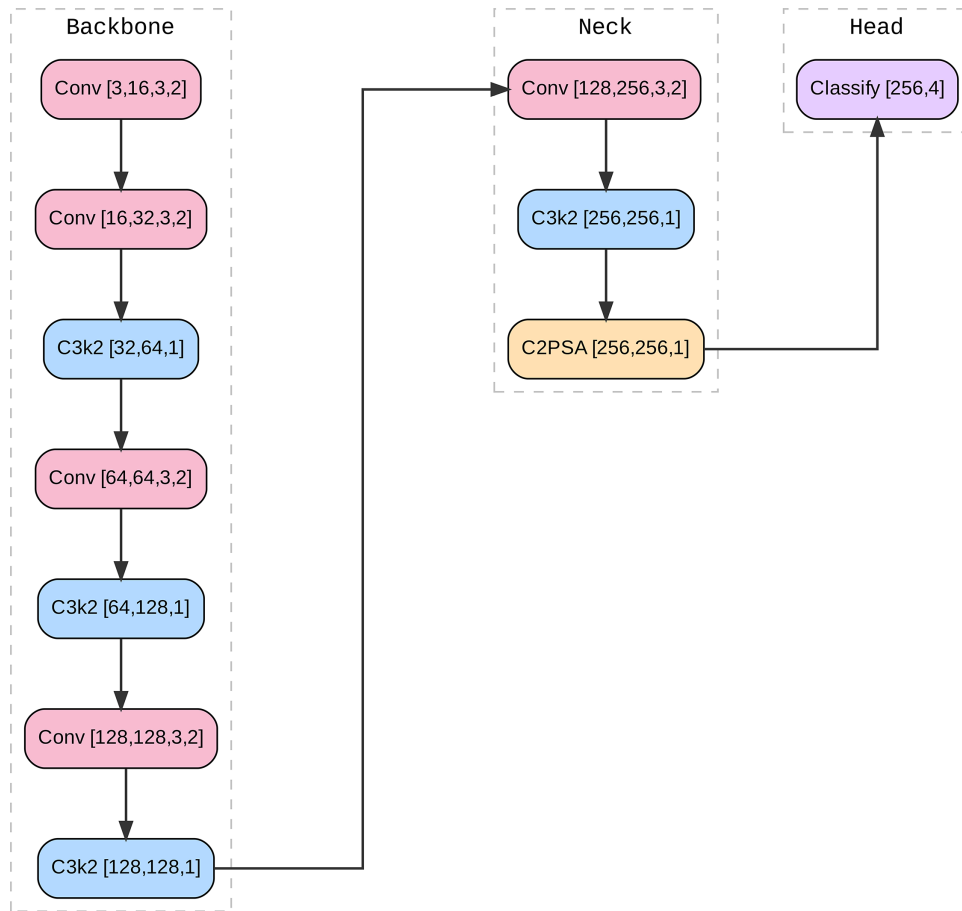 Backbone
Conv [3,16,3,2]
Conv [16,32,3,2]
C3k2 [32,64,1]
Conv [64,64,3,2]
C3k2 [64,128,1]
Conv [128,128,3,2]
C3k2 [128,128,1]
Neck
Conv [128,256,3,2]
C3k2 [256,256,1]
C2PSA [256,256,1]
Head
Classify [256,4]